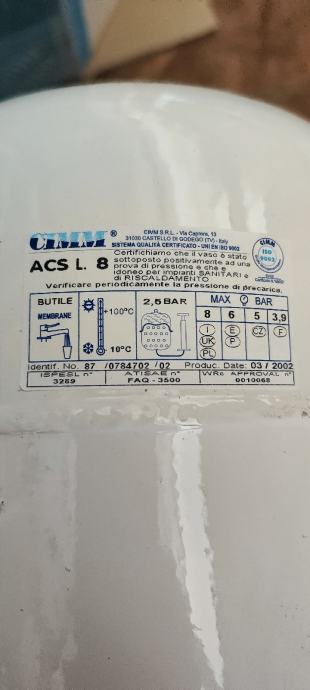 CIMM®
CIMM S.R.L. - Via Caprera, 13
31030 CASTELLO DI GODEGO (TV) - Italy
SISTEMA QUALITÀ CERTIFICATO - UNI EN ISO 9002
CIMM
ISO
9002
ACS L. 8
Certifichiamo che il vaso è stato
sottoposto positivamente ad una
prova di pressione e che è
idoneo per impianti SANITARI e
di RISCALDAMENTO
Verificare periodicamente la pressione di precarica.
BUTILE
MEMBRANE
+100°C
10°C
2,5 BAR
MAX BAR
8 6 5 3,9
I E CZ F
UK P
PL
Identif. No. 87 /0784702 /02 Produc. Date: 03 / 2002
ISPESL n° ATISAE n° WRc APPROVAL n°
3289 FAQ - 3500 0010068